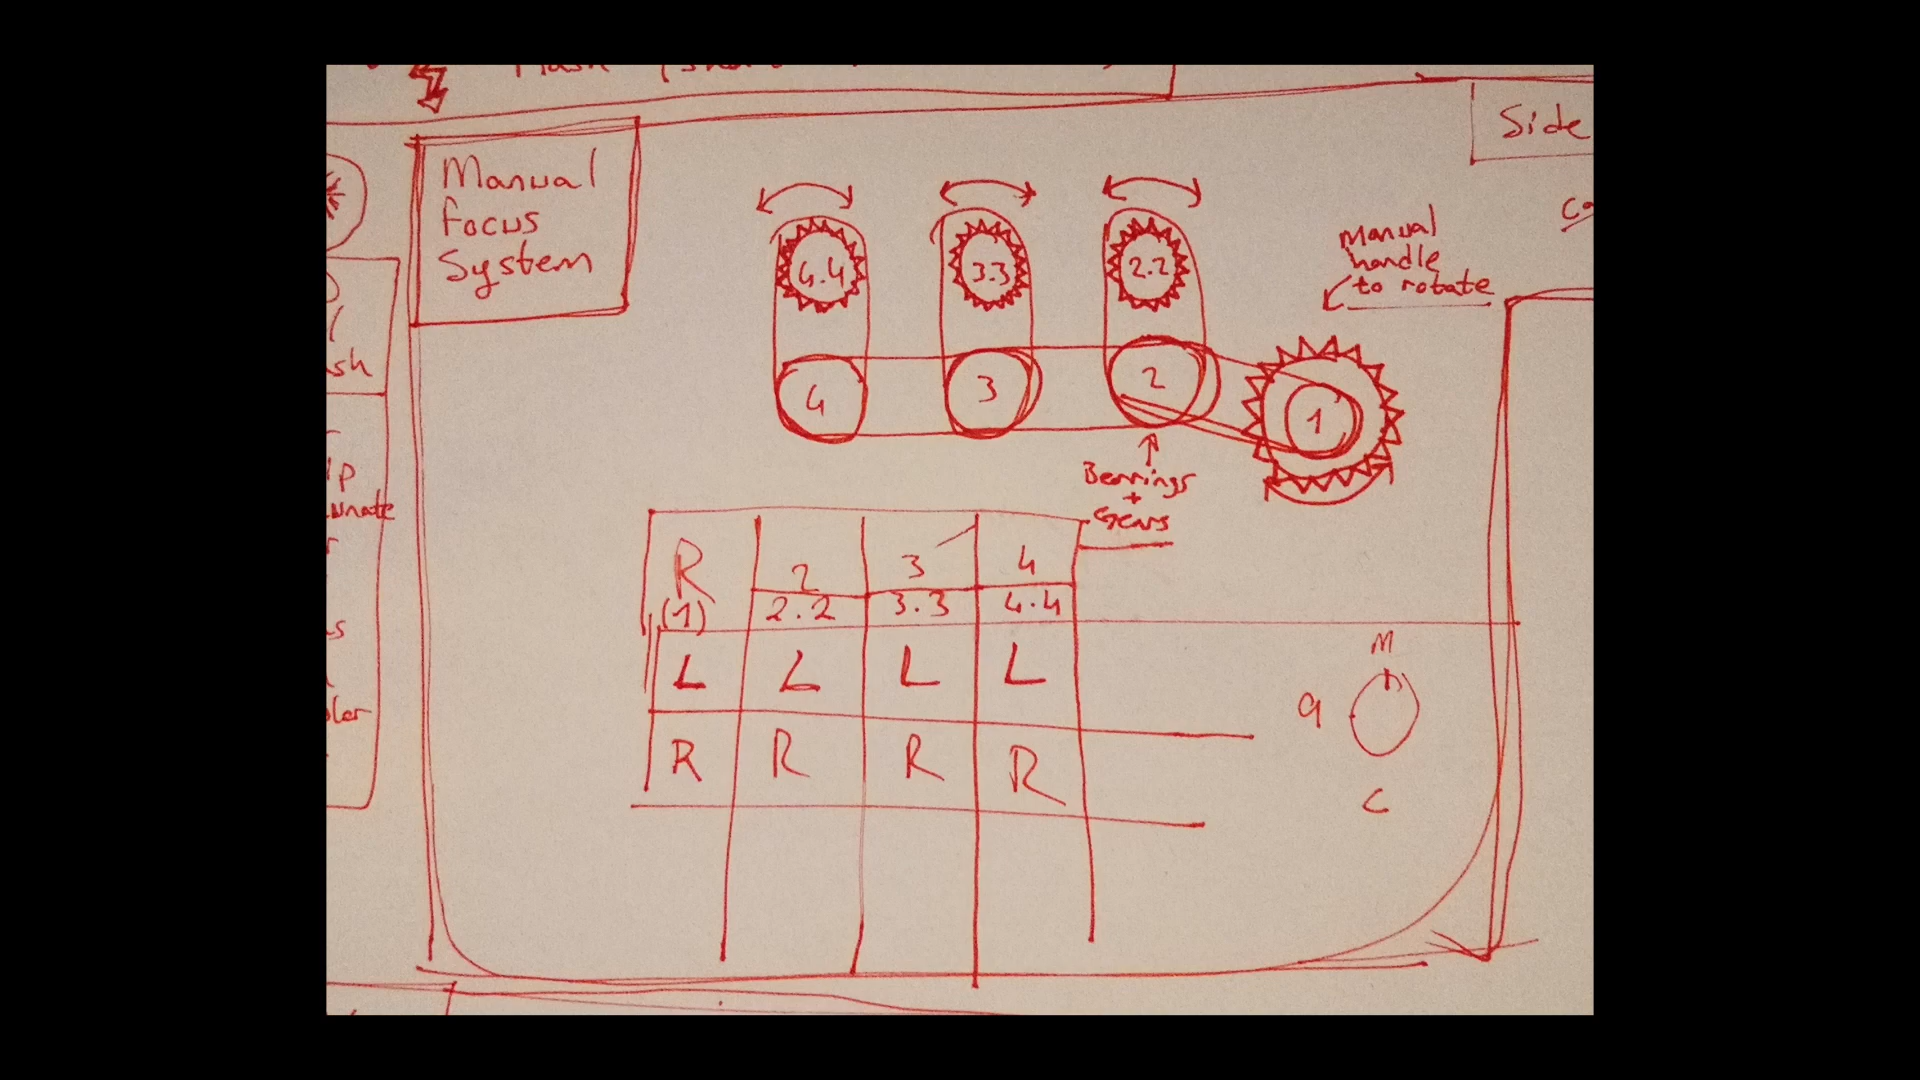 Side
Manual
focus
System
4.4
3.3
2.2
Manual
handle
to rotate
4
3
2
1
Bearings
+
Gears
R 2 3 4
(1) 2.2 3.3 4.4
L L L L
R R R R
M
9
C